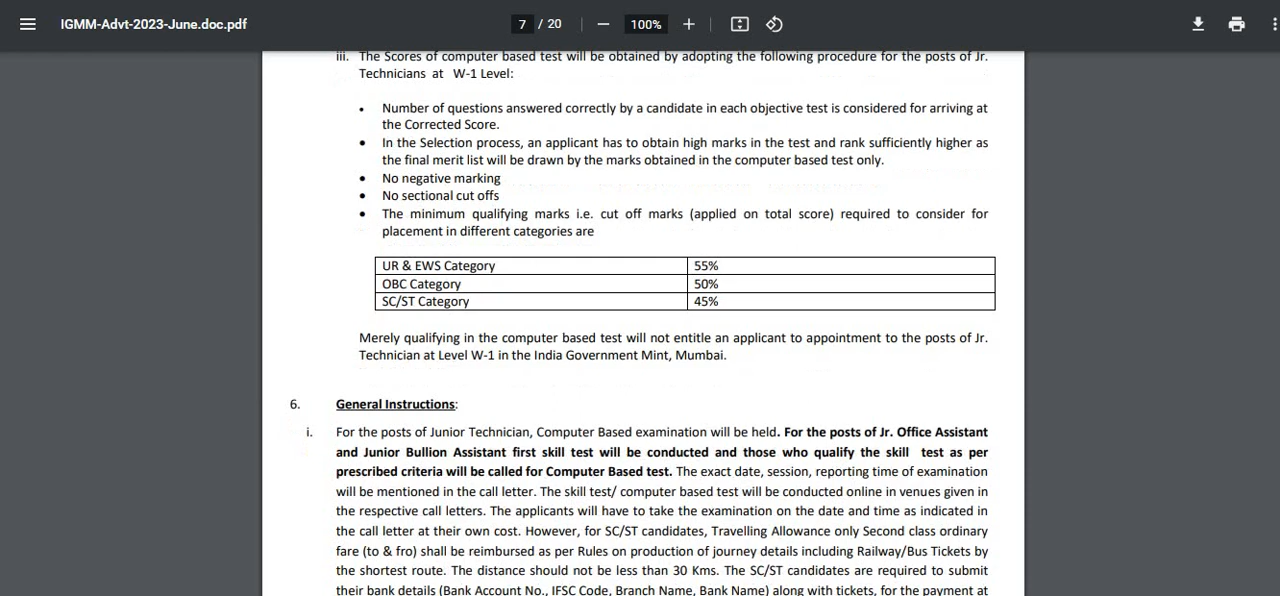 IGMM-Advt-2023-June.doc.pdf
7 / 20
100%
iii. The Scores of computer based test will be obtained by adopting the following procedure for the posts of Jr.
Technicians at W-1 Level:
• Number of questions answered correctly by a candidate in each objective test is considered for arriving at
the Corrected Score.
• In the Selection process, an applicant has to obtain high marks in the test and rank sufficiently higher as
the final merit list will be drawn by the marks obtained in the computer based test only.
• No negative marking
• No sectional cut offs
• The minimum qualifying marks i.e. cut off marks (applied on total score) required to consider for
placement in different categories are
UR & EWS Category 55%
OBC Category 50%
SC/ST Category 45%
Merely qualifying in the computer based test will not entitle an applicant to appointment to the posts of Jr.
Technician at Level W-1 in the India Government Mint, Mumbai.
6. General Instructions:
i. For the posts of Junior Technician, Computer Based examination will be held. For the posts of Jr. Office Assistant
and Junior Bullion Assistant first skill test will be conducted and those who qualify the skill test as per
prescribed criteria will be called for Computer Based test. The exact date, session, reporting time of examination
will be mentioned in the call letter. The skill test/ computer based test will be conducted online in venues given in
the respective call letters. The applicants will have to take the examination on the date and time as indicated in
the call letter at their own cost. However, for SC/ST candidates, Travelling Allowance only Second class ordinary
fare (to & fro) shall be reimbursed as per Rules on production of journey details including Railway/Bus Tickets by
the shortest route. The distance should not be less than 30 Kms. The SC/ST candidates are required to submit
their bank details (Bank Account No., IFSC Code, Branch Name, Bank Name) along with tickets, for the payment at